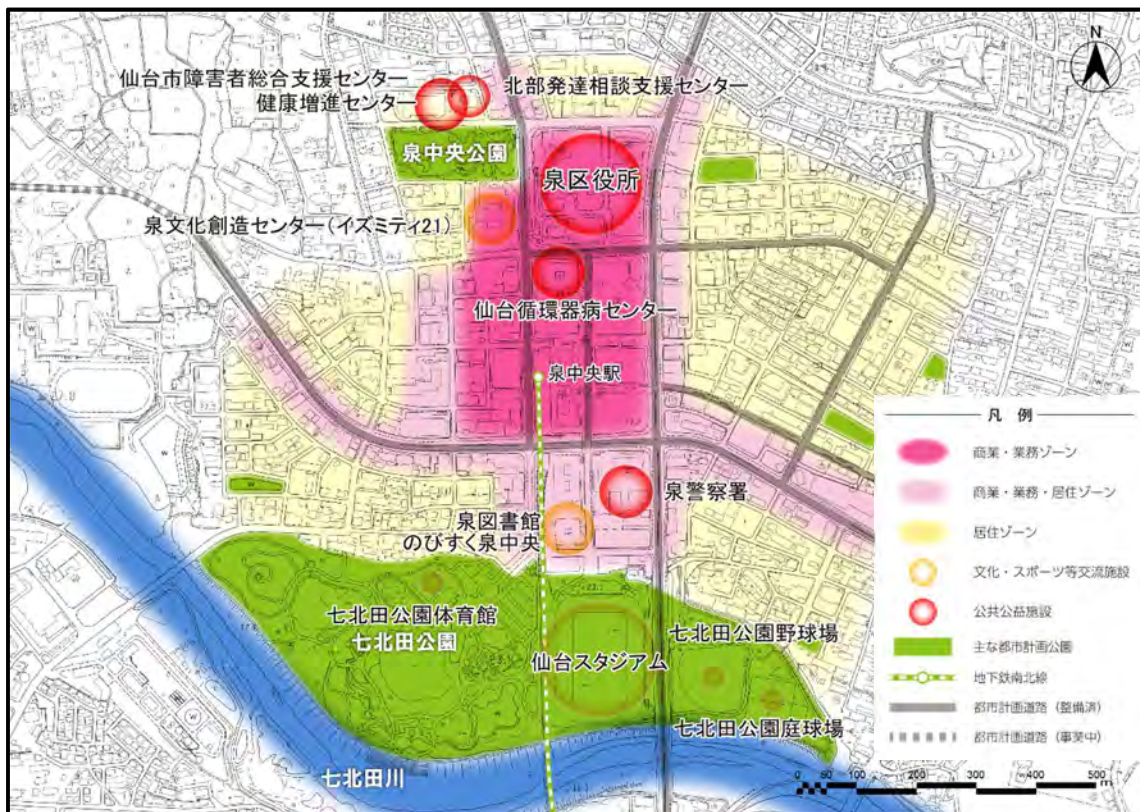 N
仙台市障害者総合支援センター
健康増進センター
北部発達相談支援センター
泉中央公園
泉区役所
泉文化創造センター(イズミティ21)
仙台循環器病センター
泉中央駅
泉警察署
泉図書館
のびすく泉中央
七北田公園体育館
七北田公園
仙台スタジアム
七北田公園野球場
七北田公園庭球場
七北田川
凡例
商業・業務ゾーン
商業・業務・居住ゾーン
居住ゾーン
文化・スポーツ等交流施設
公共公益施設
主な都市計画公園
地下鉄南北線
都市計画道路(整備済)
都市計画道路(事業中)
0 50 100 200 300 400 500
m